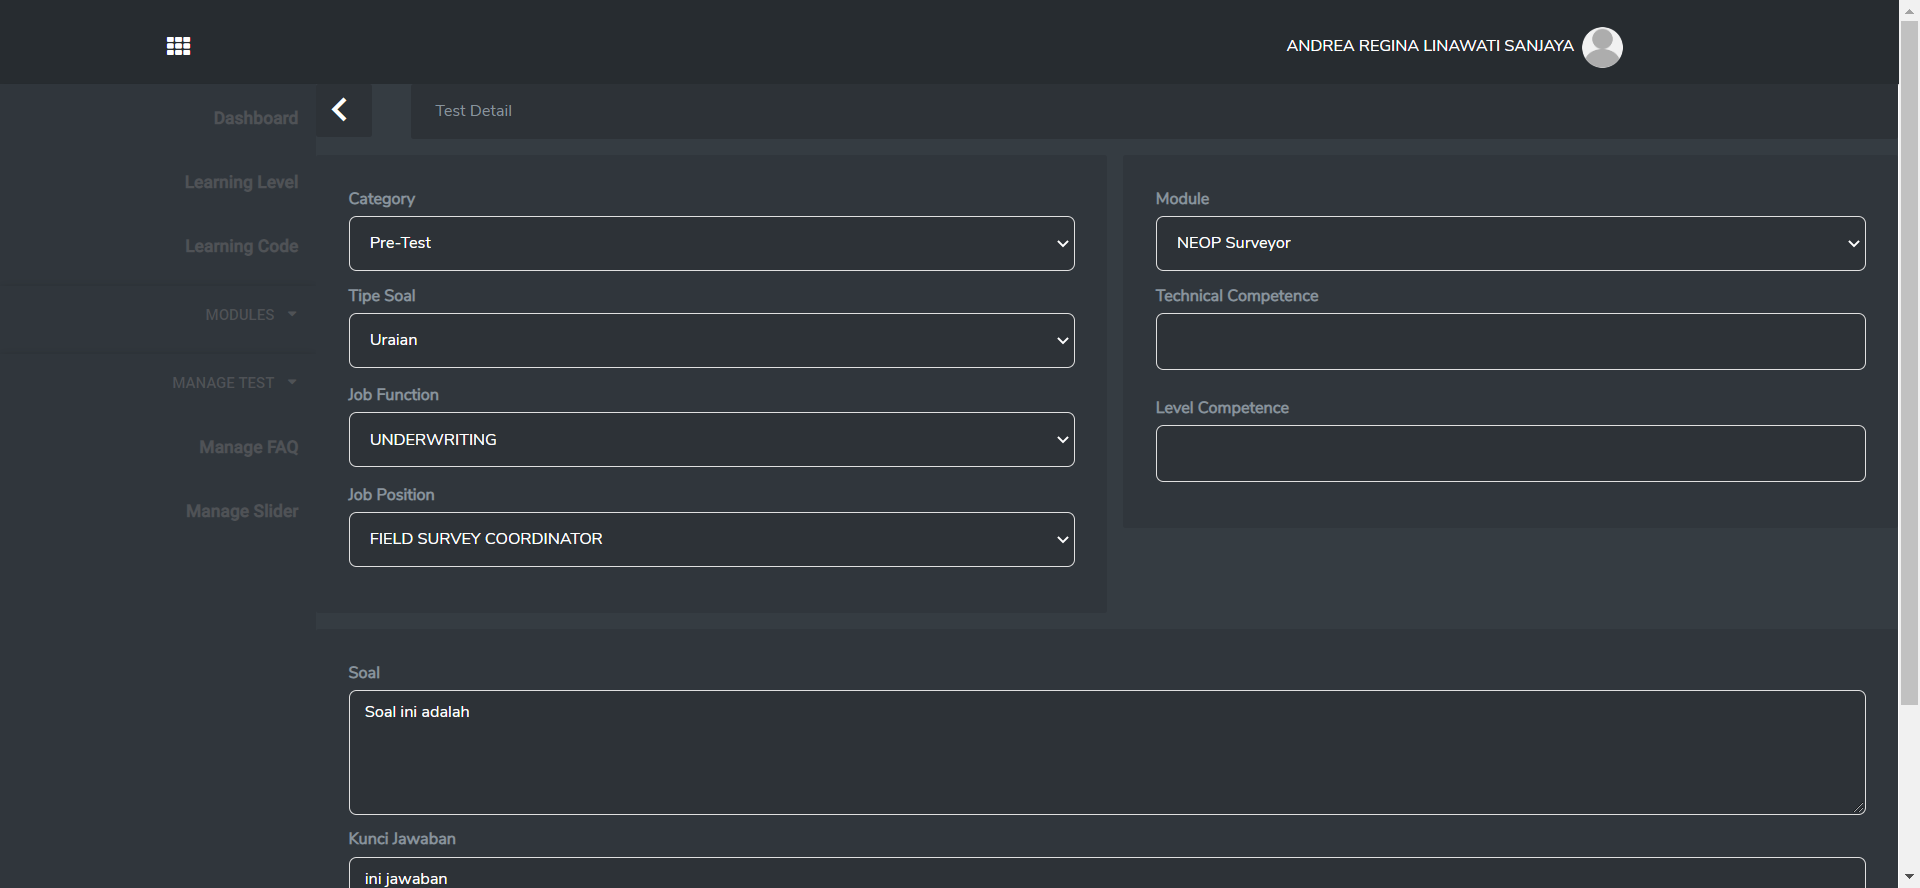 ANDREA REGINA LINAWATI SANJAYA
Dashboard
Learning Level
Learning Code
MODULES
MANAGE TEST
Manage FAQ
Manage Slider
Test Detail
Category
Pre-Test
Tipe Soal
Uraian
Job Function
UNDERWRITING
Job Position
FIELD SURVEY COORDINATOR
Module
NEOP Surveyor
Technical Competence
Level Competence
Soal
Soal ini adalah
Kunci Jawaban
ini jawaban